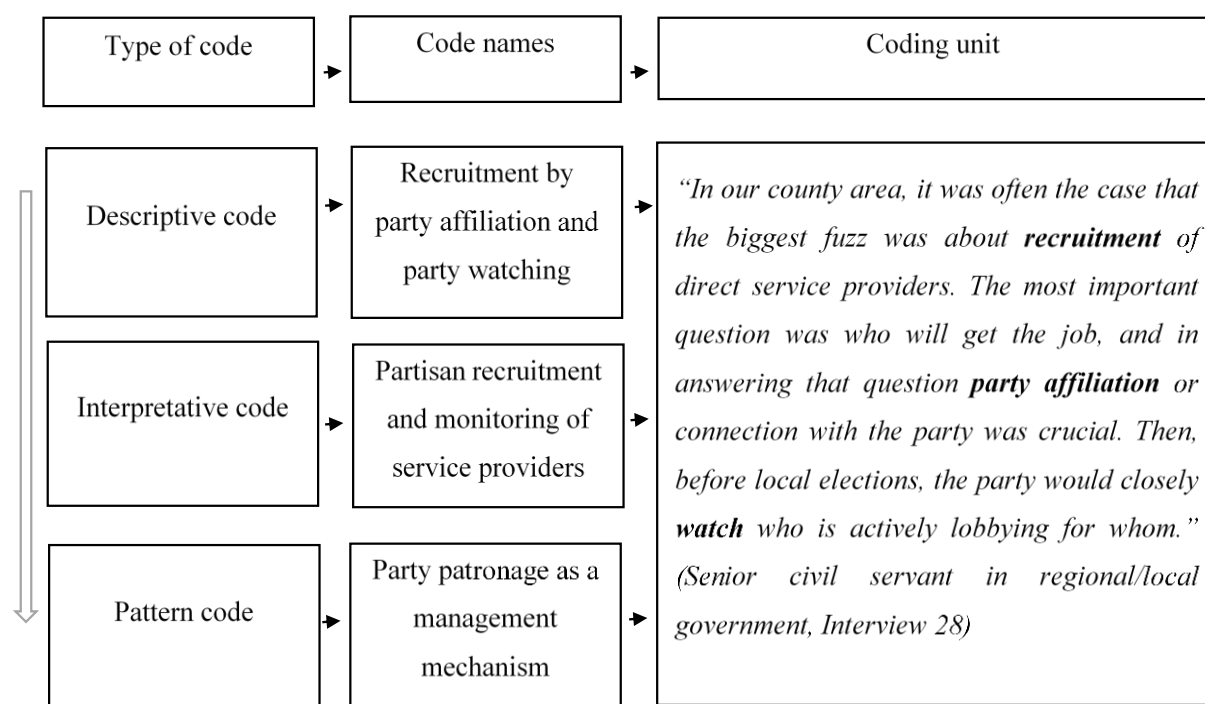 Type of code
Code names
Coding unit
Descriptive code
Recruitment by
party affiliation and
party watching
Interpretative code
Partisan recruitment
and monitoring of
service providers
Pattern code
Party patronage as a
management
mechanism
“In our county area, it was often the case that
the biggest fuzz was about recruitment of
direct service providers. The most important
question was who will get the job, and in
answering that question party affiliation or
connection with the party was crucial. Then,
before local elections, the party would closely
watch who is actively lobbying for whom.”
(Senior civil servant in regional/local
government, Interview 28)